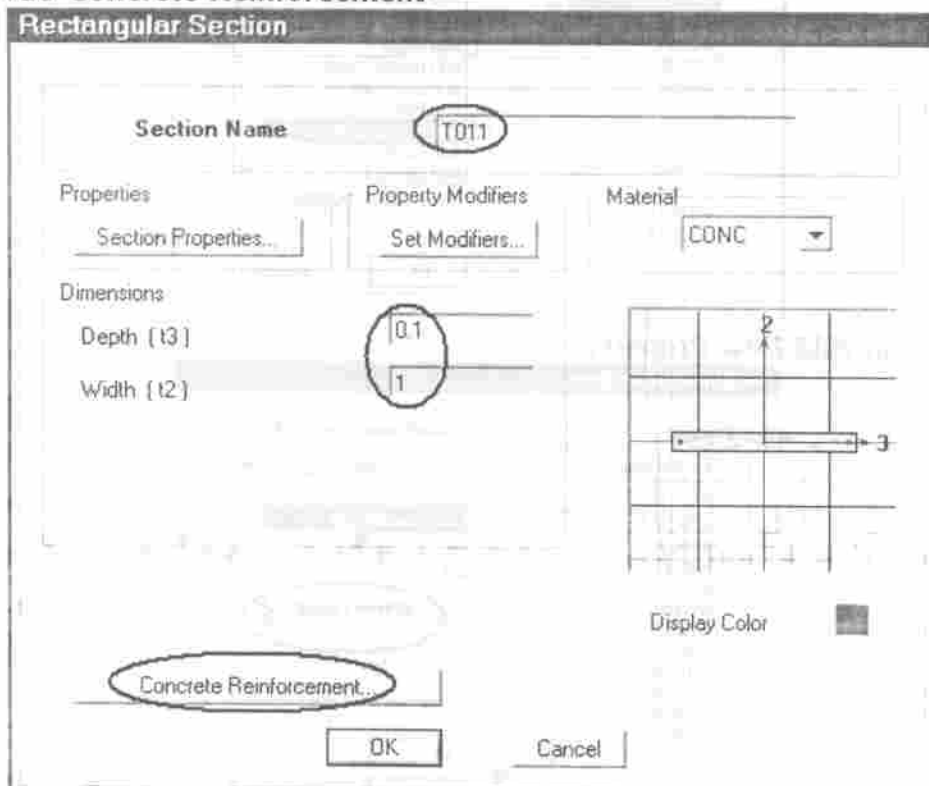 Rectangular Section
Section Name T011
Properties
Section Properties...
Property Modifiers
Set Modifiers...
Material
CONC
Dimensions
Depth (t3) 0.1
Width (t2) 1
2
3
Display Color
Concrete Reinforcement...
OK Cancel